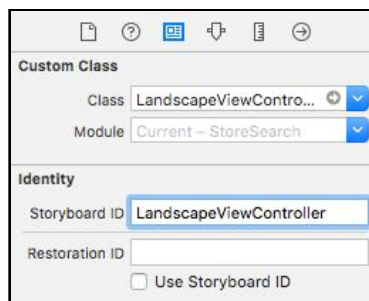 Custom Class
Class LandscapeViewContro...
Module Current – StoreSearch
Identity
Storyboard ID LandscapeViewController
Restoration ID
Use Storyboard ID